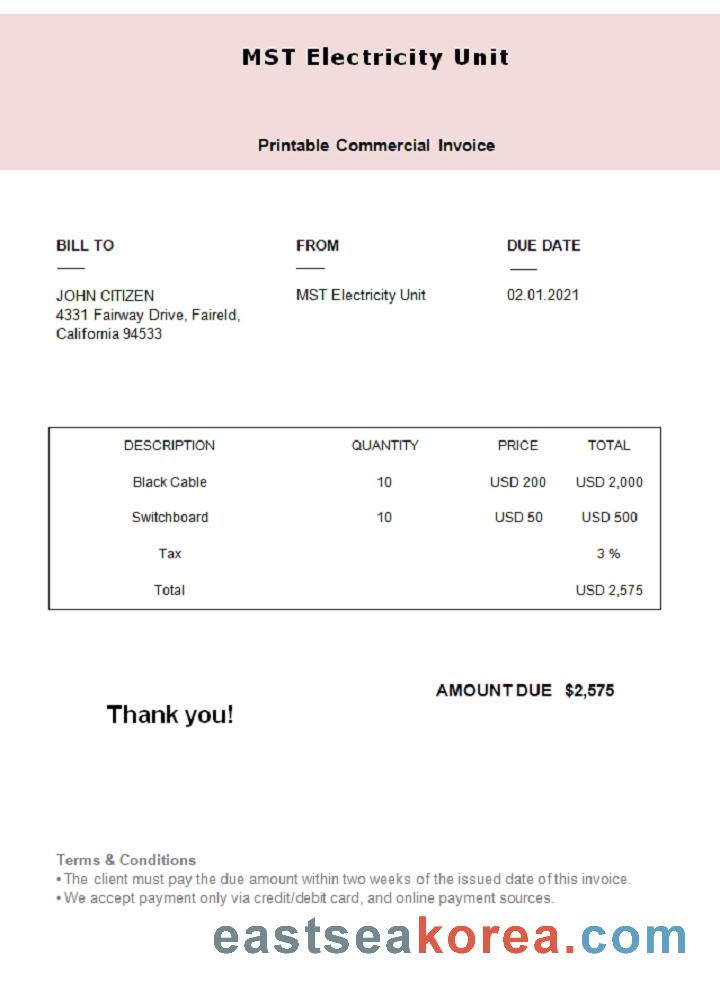 MST Electricity Unit
Printable Commercial Invoice
BILL TO
JOHN CITIZEN
4331 Fairway Drive, Faireld,
California 94533
FROM
MST Electricity Unit
DUE DATE
02.01.2021
DESCRIPTION QUANTITY PRICE TOTAL
Black Cable 10 USD 200 USD 2,000
Switchboard 10 USD 50 USD 500
Tax 3 %
Total USD 2,575
AMOUNT DUE $2,575
Thank you!
Terms & Conditions
• The client must pay the due amount within two weeks of the issued date of this invoice.
• We accept payment only via credit/debit card, and online payment sources.
eastseakorea.com